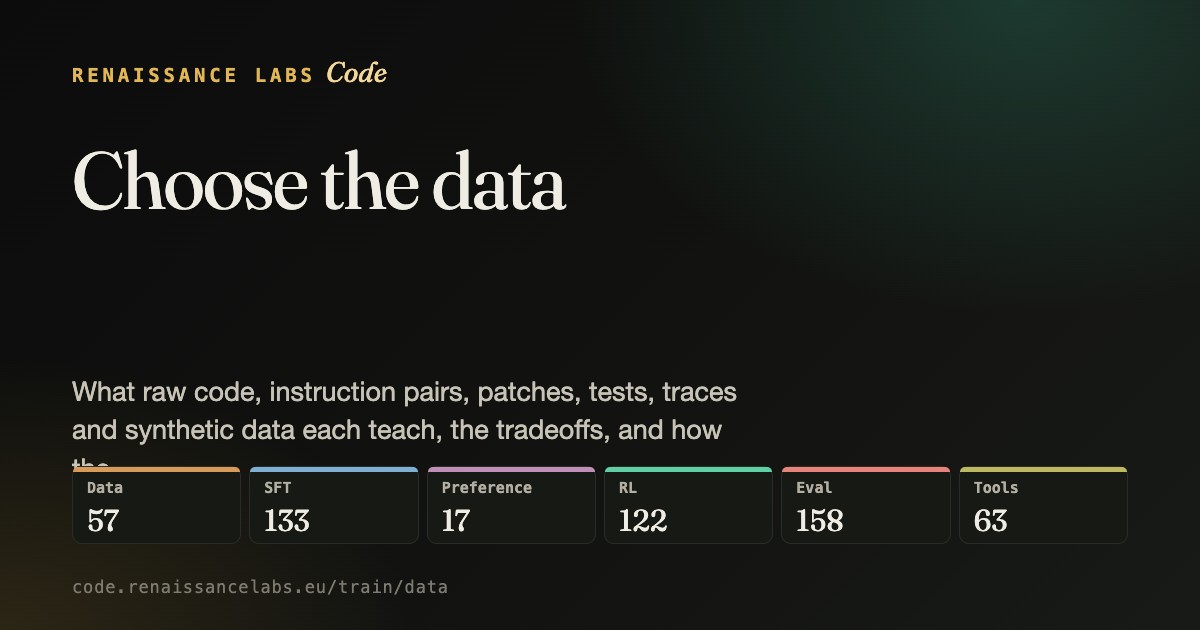 RENAISSANCE LABS Code
Choose the data
What raw code, instruction pairs, patches, tests, traces
and synthetic data each teach, the tradeoffs, and how
the
Data SFT Preference RL Eval Tools
57 133 17 122 158 63
code.renaissancelabs.eu/train/data